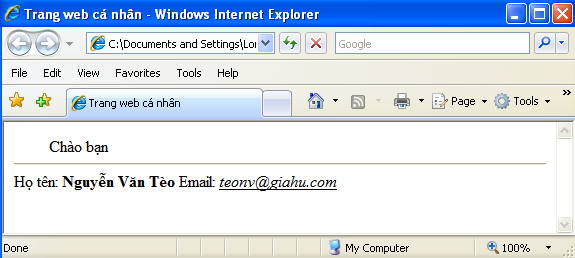 Trang web cá nhân - Windows Internet Explorer
C:\Documents and Settings\Lon
Google
File Edit View Favorites Tools Help
Trang web cá nhân
Page Tools
Chào bạn
Họ tên: Nguyễn Văn Tèo Email: teonv@giahu.com
Done My Computer 100%